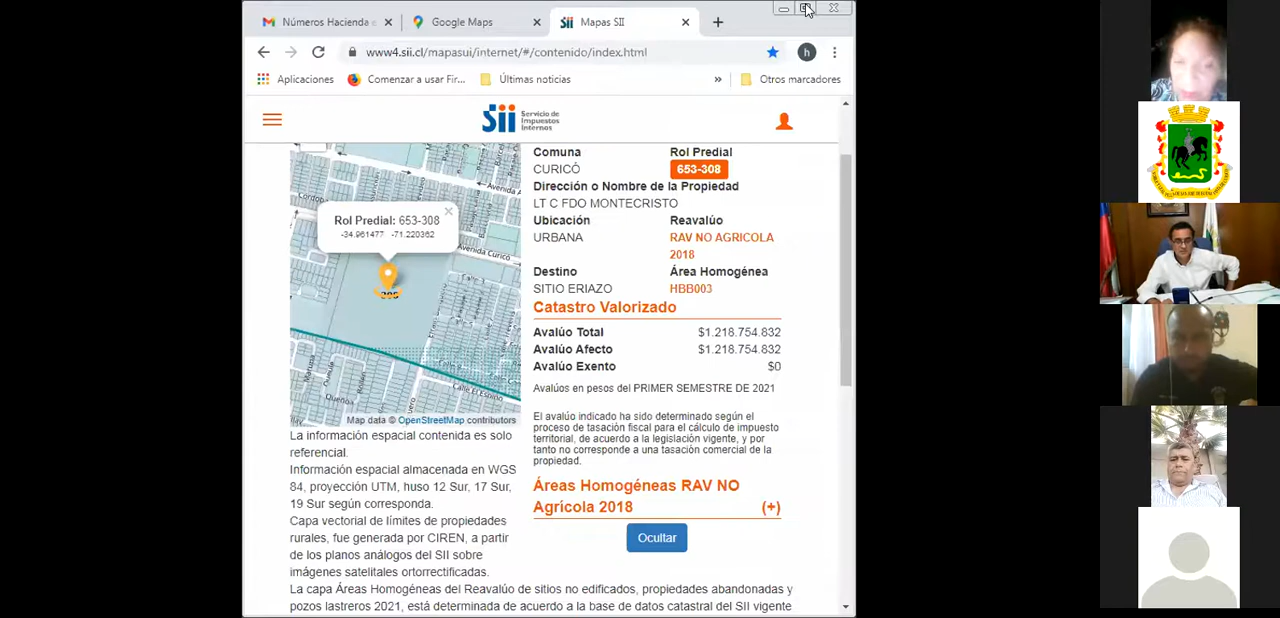 Números Hacienda e
Google Maps
Mapas SII
www4.sii.cl/mapasui/internet/#/contenido/index.html
h
Aplicaciones
Comenzar a usar Fir...
Últimas noticias
»
Otros marcadores
Sii Servicio de
Impuestos
Internos
Rol Predial: 653-308
-34.961477 -71.220362
Avenida Curicó
Calle El Espino
Map data © OpenStreetMap contributors
La información espacial contenida es solo
referencial.
Información espacial almacenada en WGS
84, proyección UTM, huso 12 Sur, 17 Sur,
19 Sur según corresponda.
Capa vectorial de límites de propiedades
rurales, fue generada por CIREN, a partir
de los planos análogos del SII sobre
imágenes satelitales ortorrectificadas.
La capa Áreas Homogéneas del Reavalúo de sitios no edificados, propiedades abandonadas y
pozos lastreros 2021, está determinada de acuerdo a la base de datos catastral del SII vigente
Comuna Rol Predial
CURICÓ 653-308
Dirección o Nombre de la Propiedad
LT C FDO MONTECRISTO
Ubicación Reavalúo
URBANA RAV NO AGRICOLA
2018
Destino Área Homogénea
SITIO ERIAZO HBB003
Catastro Valorizado
Avalúo Total $1.218.754.832
Avalúo Afecto $1.218.754.832
Avalúo Exento $0
Avalúos en pesos del PRIMER SEMESTRE DE 2021
El avalúo indicado ha sido determinado según el
proceso de tasación fiscal para el cálculo de impuesto
territorial, de acuerdo a la legislación vigente, y por
tanto no corresponde a una tasación comercial de la
propiedad.
Áreas Homogéneas RAV NO
Agrícola 2018 (+)
Ocultar